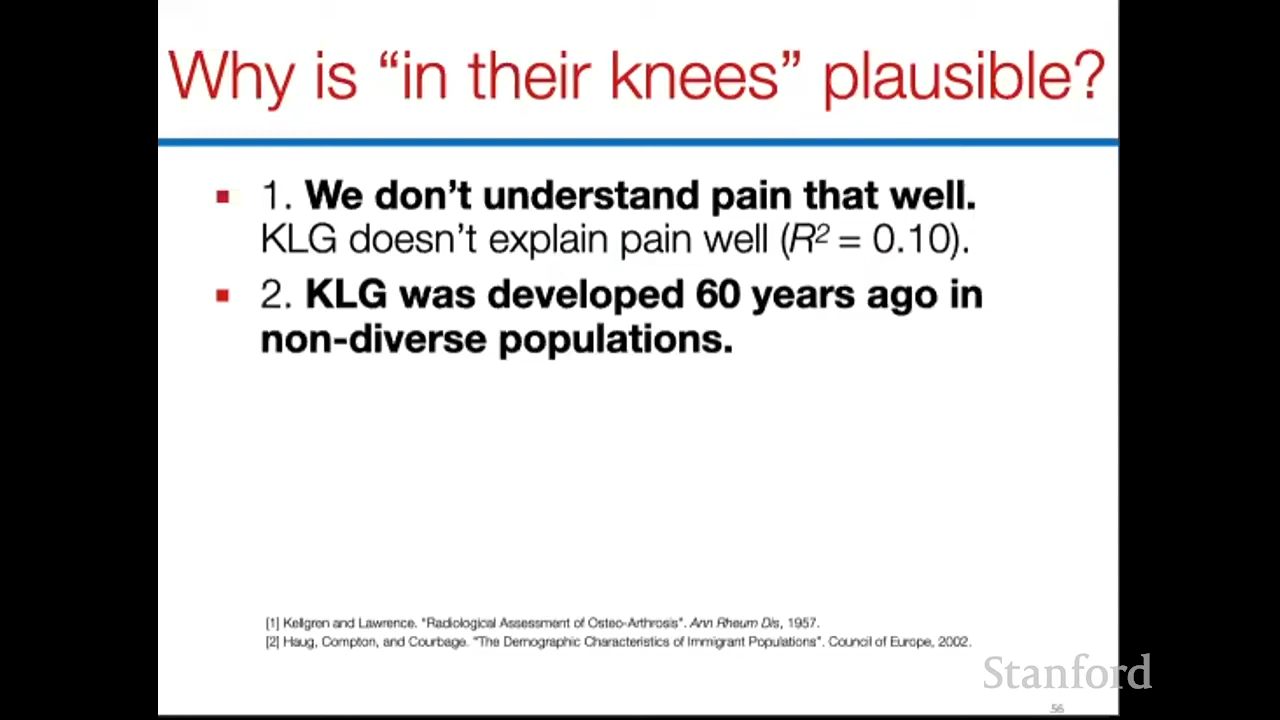 Why is “in their knees” plausible?
1. We don’t understand pain that well.
KLG doesn’t explain pain well (R² = 0.10).
2. KLG was developed 60 years ago in
non-diverse populations.
[1] Kellgren and Lawrence. "Radiological Assessment of Osteo-Arthrosis". Ann Rheum Dis, 1957.
[2] Haug, Compton, and Courbage. "The Demographic Characteristics of Immigrant Populations". Council of Europe, 2002.
Stanford
56